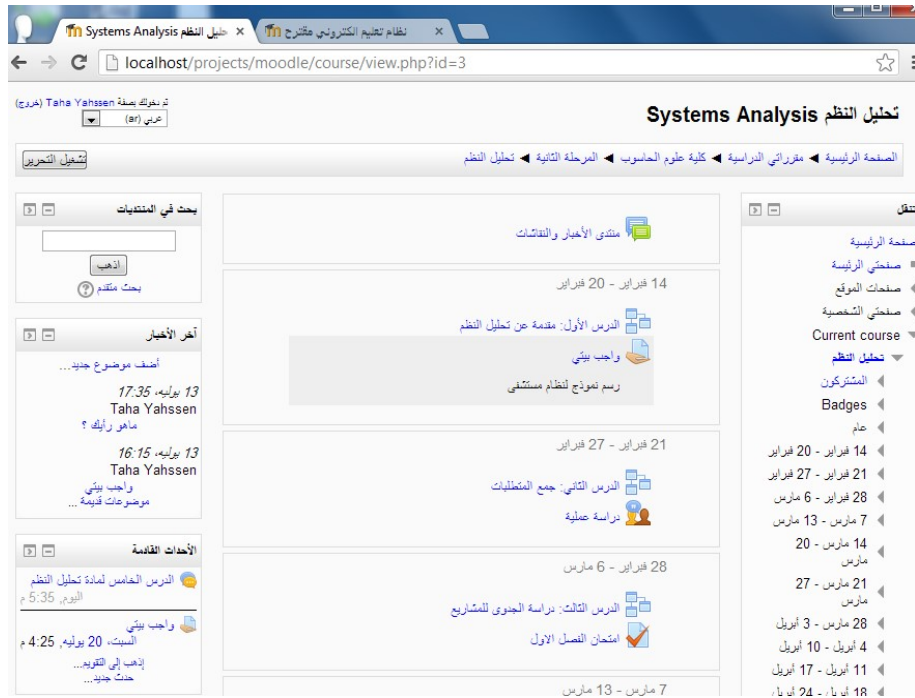 تحليل النظم Systems Analysis
نظام تعليم الكتروني مقترح
localhost/projects/moodle/course/view.php?id=3
تحليل النظم Systems Analysis
ثم دخولك بصفة Taha Yahssen (خروج)
عربي (ar)
الصفحة الرئيسية ◄ مقرراتي الدراسية ◄ كلية علوم الحاسوب ◄ المرحلة الثانية ◄ تحليل النظم
تشغيل التحرير
تنقل
صفحة الرئيسية
صفحتي الرئيسة
صفحات الموقع
صفحتي الشخصية
Current course
تحليل النظم
المشتركون
Badges
عام
14 فبراير - 20 فبراير
21 فبراير - 27 فبراير
28 فبراير - 6 مارس
7 مارس - 13 مارس
14 مارس - 20
مارس
21 مارس - 27
مارس
28 مارس - 3 أبريل
4 أبريل - 10 أبريل
11 أبريل - 17 أبريل
18 أبريل - 24 أبريل
منتدى الأخبار والنقاشات
14 فبراير - 20 فبراير
الدرس الأول: مقدمة عن تحليل النظم
واجب بيتي
رسم نموذج لنظام مستشفى
21 فبراير - 27 فبراير
الدرس الثاني: جمع المتطلبات
دراسة عملية
28 فبراير - 6 مارس
الدرس الثالث: دراسة الجدوى للمشاريع
امتحان الفصل الاول
7 مارس - 13 مارس
بحث في المنتديات
اذهب
بحث متقدم
آخر الأخبار
أضف موضوع جديد...
13 يوليه، 17:35
Taha Yahssen
ماهو رأيك ؟
13 يوليه، 16:15
Taha Yahssen
واجب بيتي
موضوعات قديمة ...
الأحداث القادمة
الدرس الخامس لمادة تحليل النظم
اليوم, 5:35 م
واجب بيتي
السبت، 20 يوليه, 4:25 م
إذهب إلى التقويم...
حدث جديد...